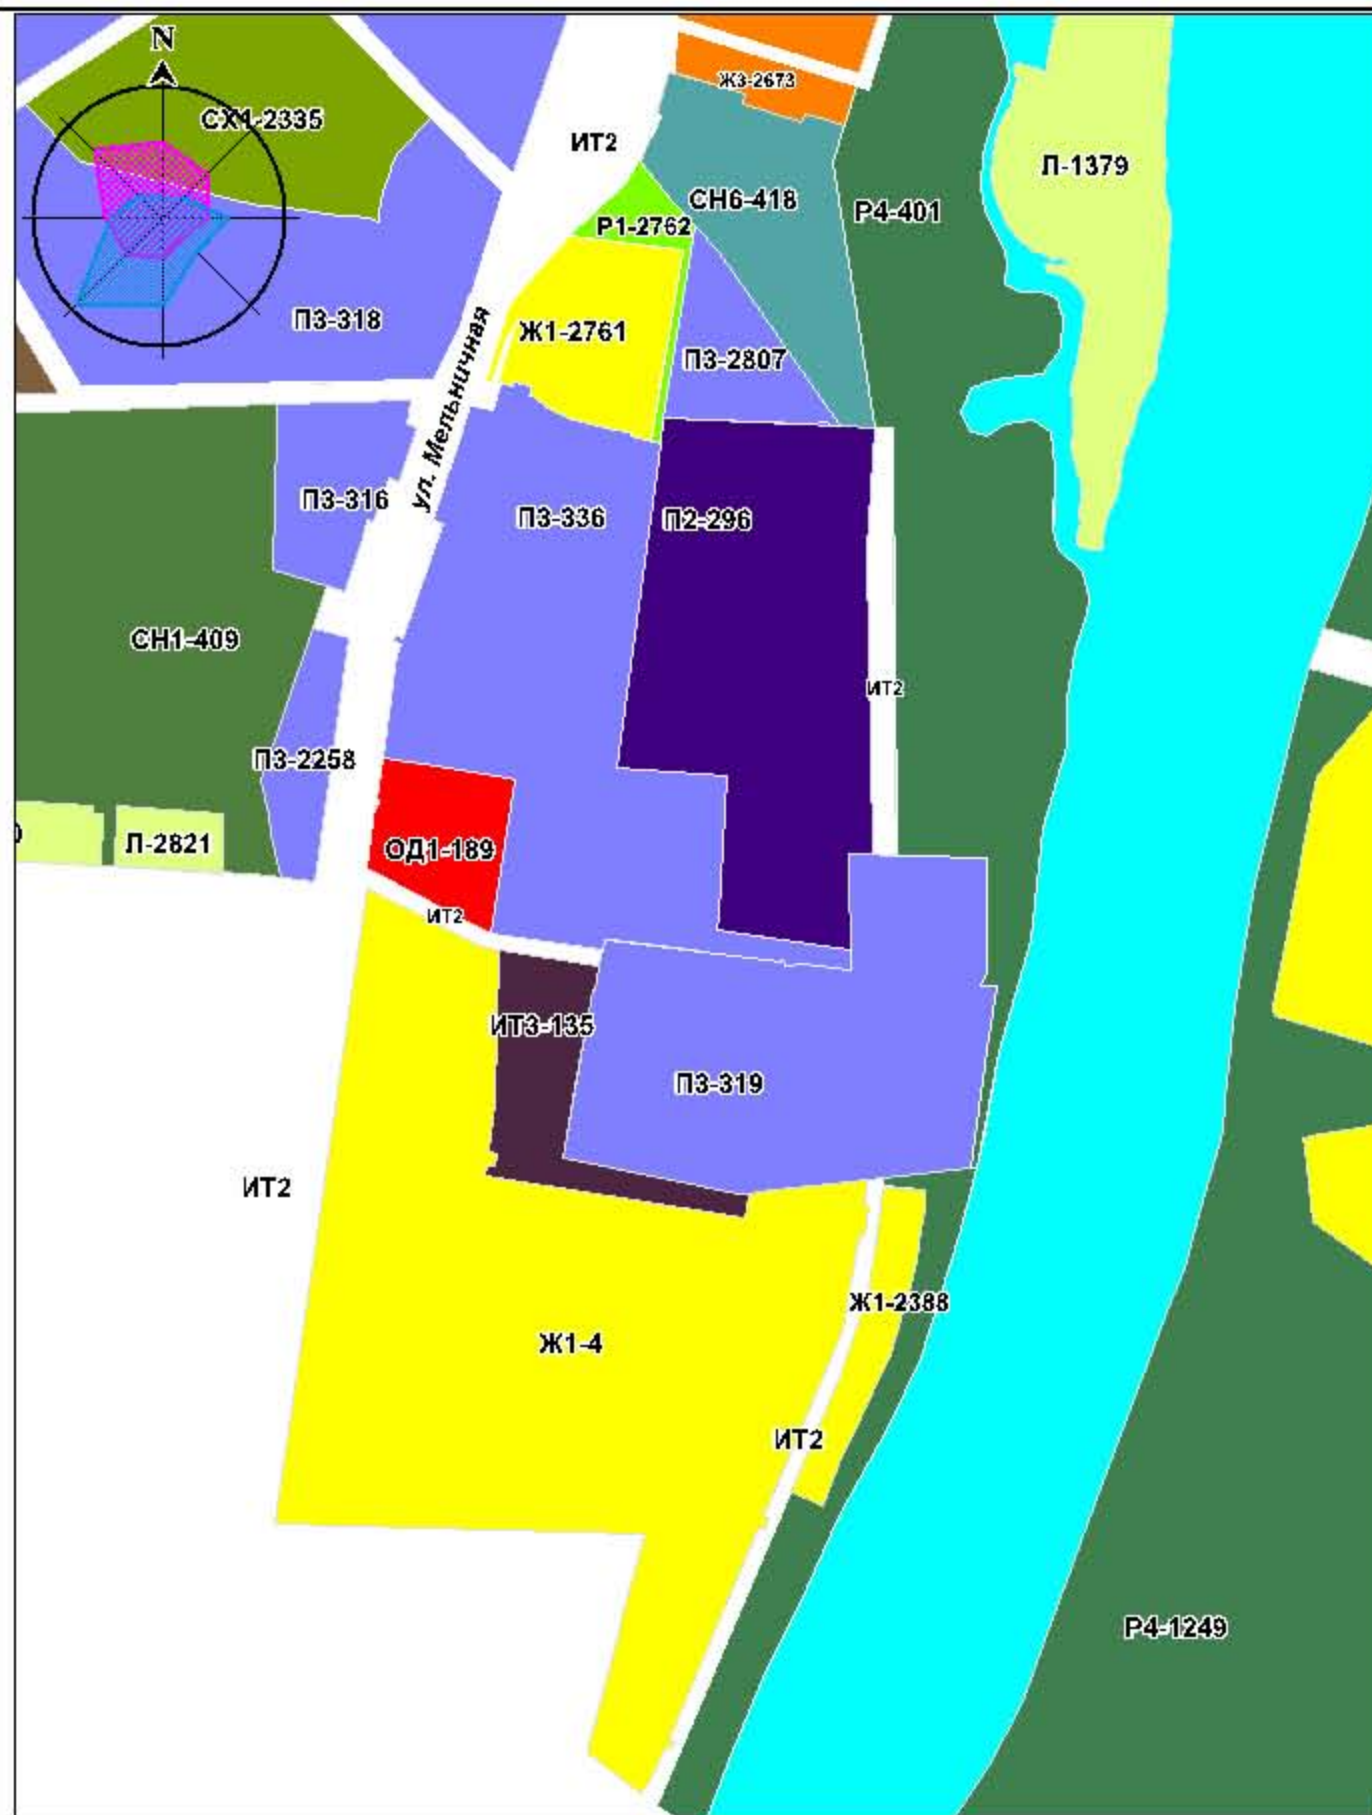 N
Ж3-2673
СХ1-2335
ИТ2
Л-1379
СН6-418
Р4-401
Р1-2762
П3-318
Ж1-2761
П3-2807
ул. Мельничная
П3-316
П3-336
П2-296
СН1-409
ИТ2
П3-2258
Л-2821
ОД1-189
ИТ2
ИТ3-135
П3-319
ИТ2
Ж1-2388
Ж1-4
ИТ2
Р4-1249